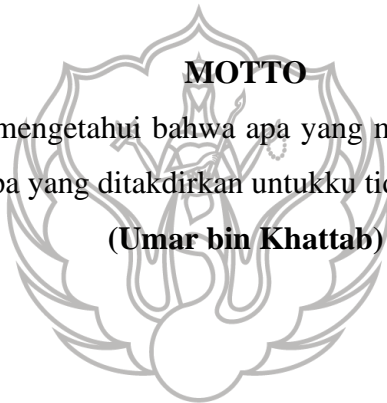 MOTTO
mengetahui bahwa apa yang
yang ditakdirkan untukku
(Umar bin Khattab)